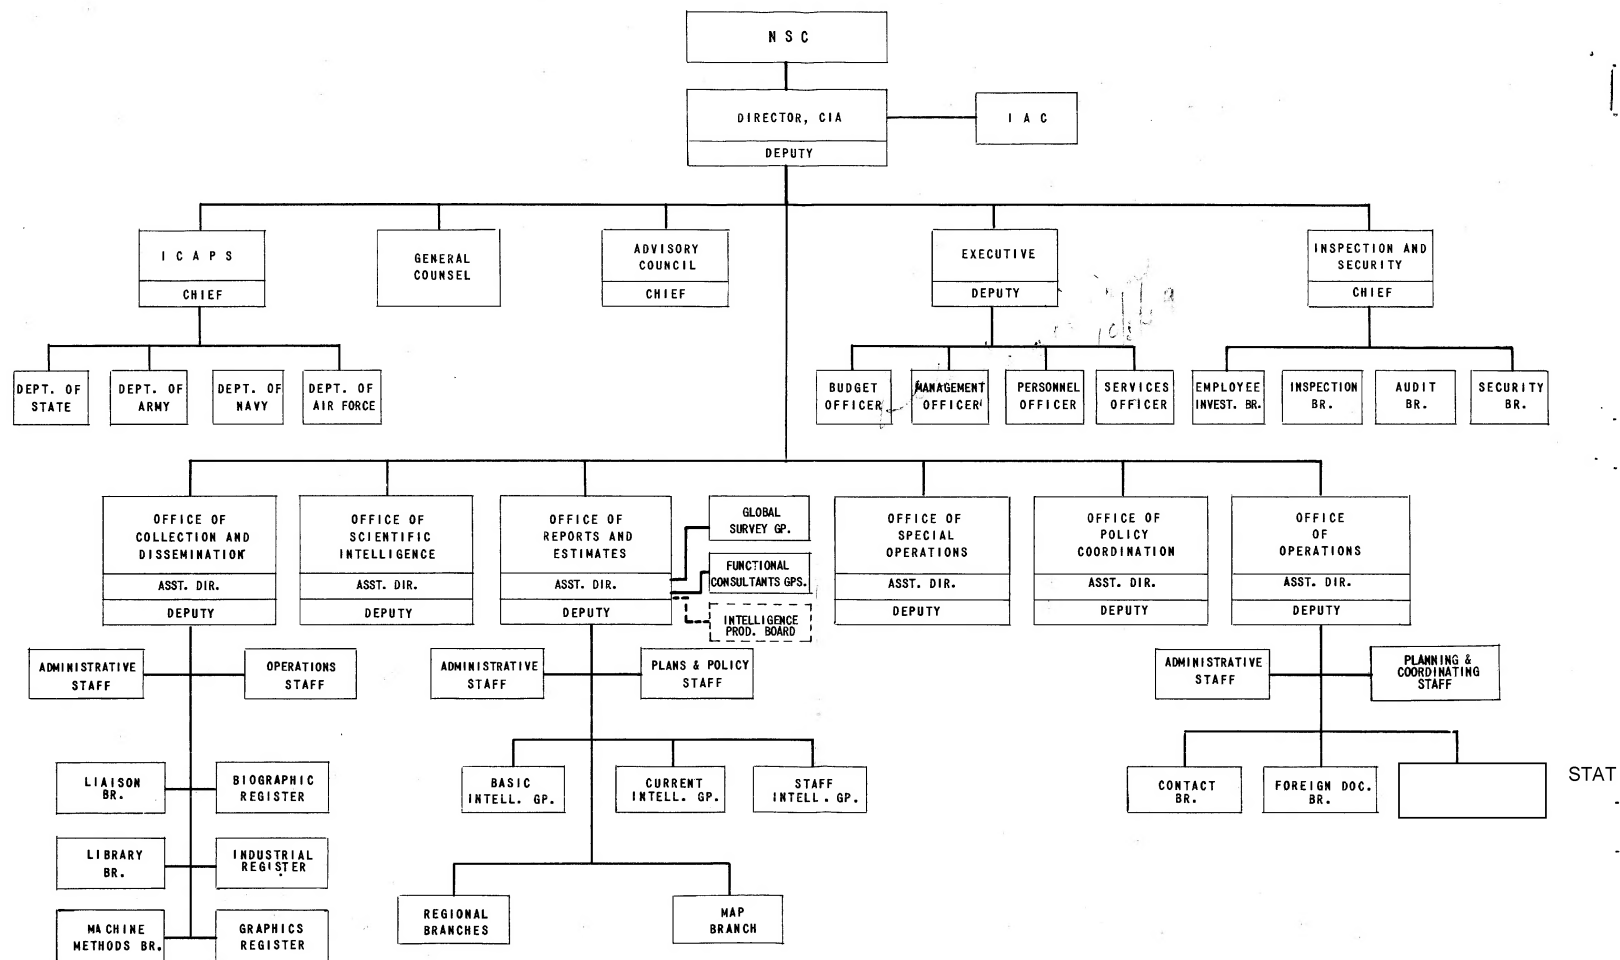 NSC
DIRECTOR, CIA
IAC
DEPUTY
ICAPS
CHIEF
GENERAL
COUNSEL
ADVISORY
COUNCIL
CHIEF
EXECUTIVE
DEPUTY
INSPECTION AND
SECURITY
CHIEF
DEPT. OF
STATE
DEPT. OF
ARMY
DEPT. OF
NAVY
DEPT. OF
AIR FORCE
BUDGET
OFFICER
MANAGEMENT
OFFICER
PERSONNEL
OFFICER
SERVICES
OFFICER
EMPLOYEE
INVEST. BR.
INSPECTION
BR.
AUDIT
BR.
SECURITY
BR.
OFFICE OF
COLLECTION AND
DISSEMINATION
ASST. DIR.
DEPUTY
OFFICE OF
SCIENTIFIC
INTELLIGENCE
ASST. DIR.
DEPUTY
OFFICE OF
REPORTS AND
ESTIMATES
ASST. DIR.
DEPUTY
GLOBAL
SURVEY GP.
FUNCTIONAL
CONSULTANTS GPS.
INTELLIGENCE
PROD. BOARD
OFFICE OF
SPECIAL
OPERATIONS
ASST. DIR.
DEPUTY
OFFICE OF
POLICY
COORDINATION
ASST. DIR.
DEPUTY
OFFICE
OF
OPERATIONS
ASST. DIR.
DEPUTY
ADMINISTRATIVE
STAFF
OPERATIONS
STAFF
ADMINISTRATIVE
STAFF
PLANS & POLICY
STAFF
ADMINISTRATIVE
STAFF
PLANNING &
COORDINATING
STAFF
LIAISON
BR.
BIOGRAPHIC
REGISTER
BASIC
INTELL. GP.
CURRENT
INTELL. GP.
STAFF
INTELL. GP.
CONTACT
BR.
FOREIGN DOC.
BR.
STAT
LIBRARY
BR.
INDUSTRIAL
REGISTER
MACHINE
METHODS BR.
GRAPHICS
REGISTER
REGIONAL
BRANCHES
MAP
BRANCH